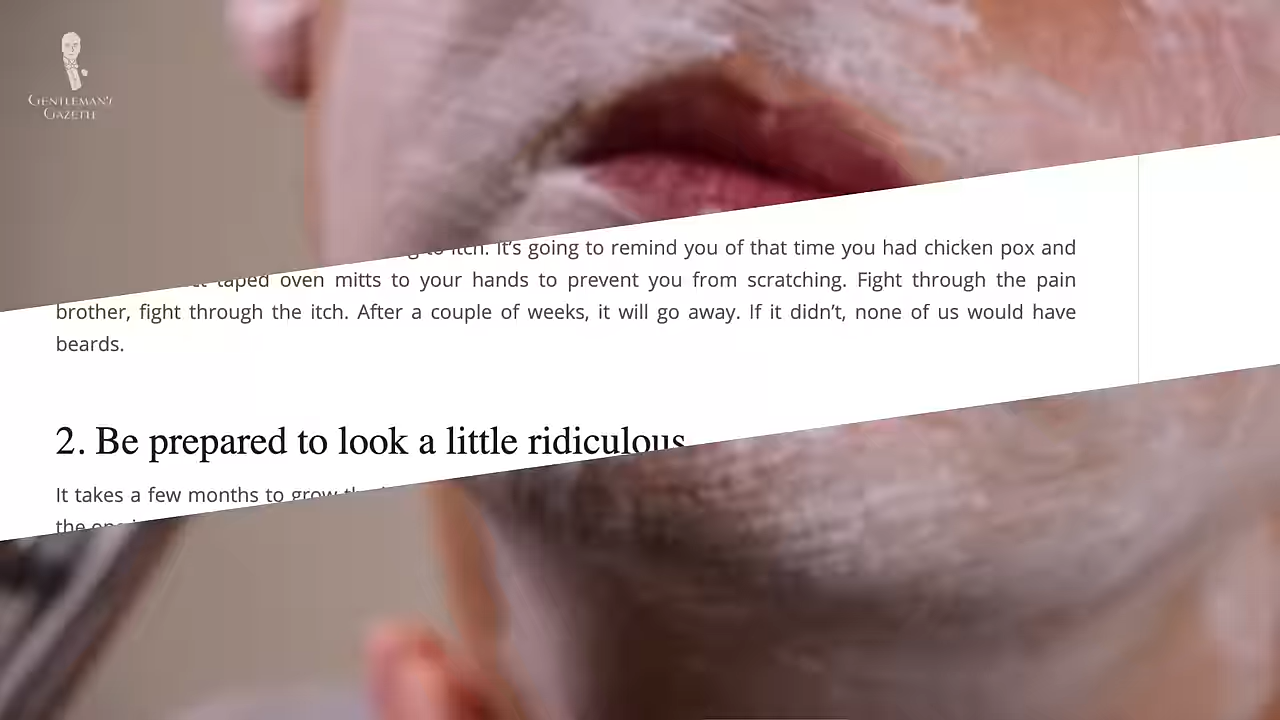 GENTLEMAN'S
GAZETTE
to itch. It's going to remind you of that time you had chicken pox and
taped oven mitts to your hands to prevent you from scratching. Fight through the pain
brother, fight through the itch. After a couple of weeks, it will go away. If it didn't, none of us would have
beards.
2. Be prepared to look a little ridiculous
It takes a few months to grow
the